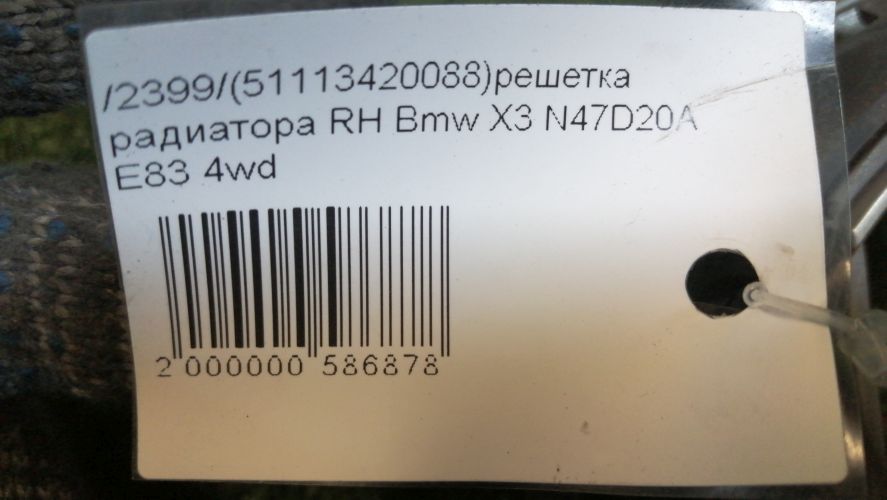 /2399/(51113420088)решетка
радиатора RH Bmw X3 N47D20A
E83 4wd
2 000000 586878